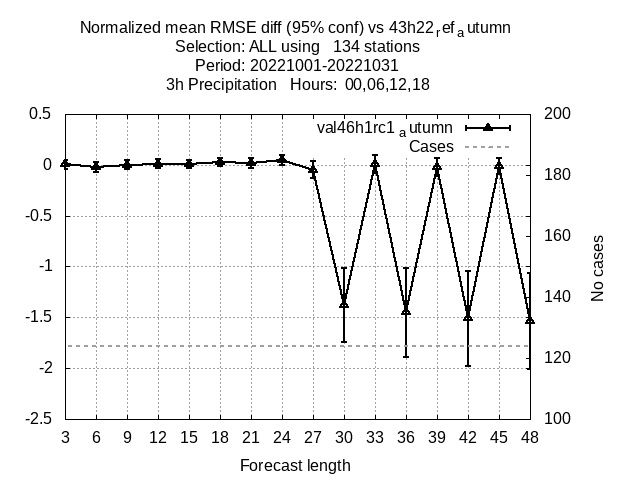 Normalized mean RMSE diff (95% conf) vs 43h22refautumn
Selection: ALL using 134 stations
Period: 20221001-20221031
3h Precipitation Hours: 00,06,12,18
0.5 200
val46h1rc1autumn
Cases
0 180
-0.5
160
-1
No cases
140
-1.5
120
-2
-2.5 100
3 6 9 12 15 18 21 24 27 30 33 36 39 42 45 48
Forecast length